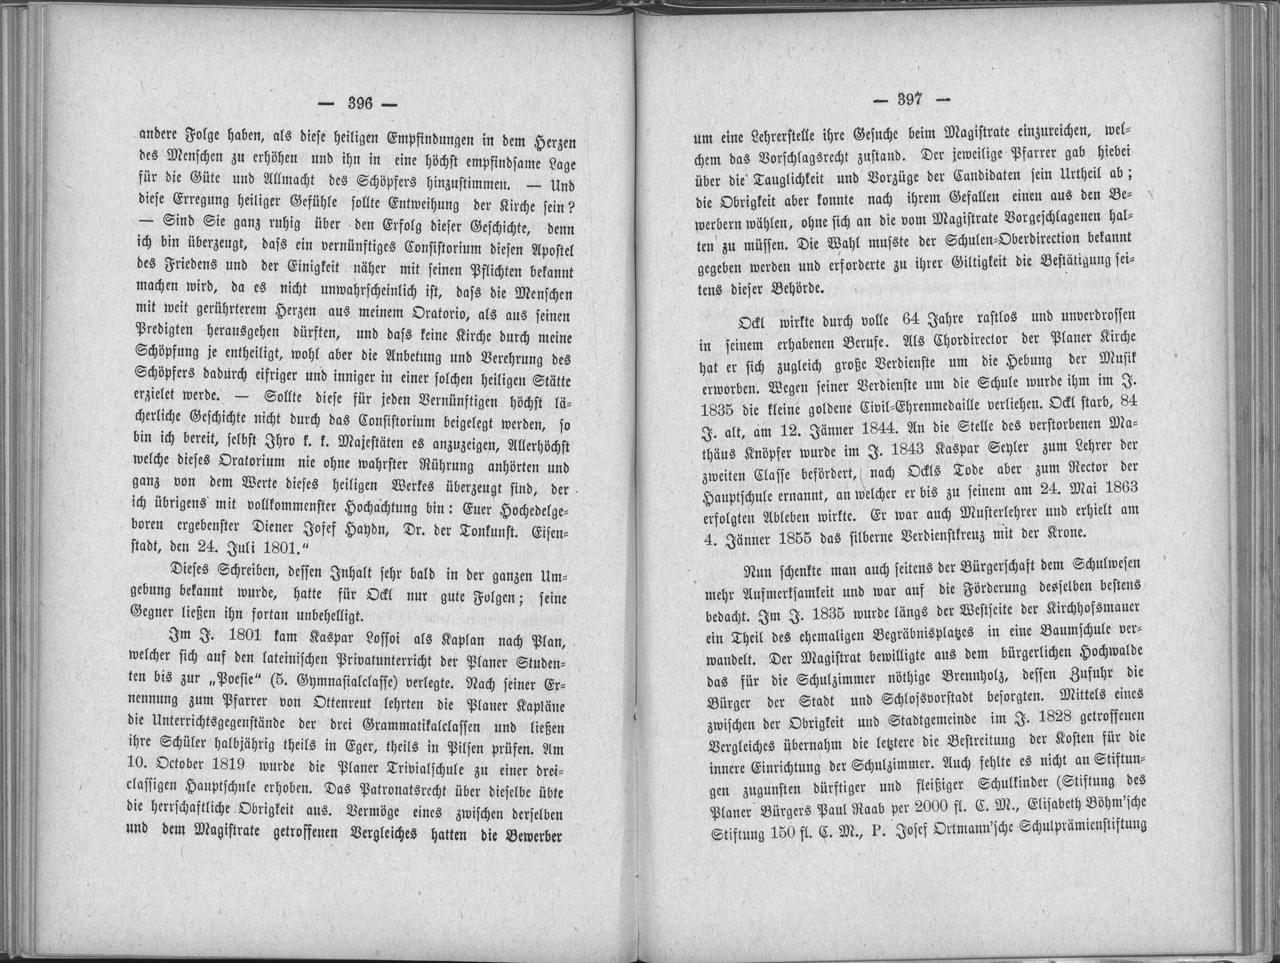 — 396 —
andere Folge haben, als diese heiligen Empfindungen in dem Herzen
des Menschen zu erhöhen und ihn in eine höchst empfindsame Lage
für die Güte und Allmacht des Schöpfers hinzustimmen. — Und
diese Erregung heiliger Gefühle sollte Entweihung der Kirche sein?
— Sind Sie ganz ruhig über den Erfolg dieser Geschichte, denn
ich bin überzeugt, dass ein vernünftiges Consistorium diesen Apostel
des Friedens und der Einigkeit näher mit seinen Pflichten bekannt
machen wird, da es nicht unwahrscheinlich ist, dass die Menschen
mit weit gerührterem Herzen aus meinem Oratorio, als aus seinen
Predigten herausgehen dürften, und dass keine Kirche durch meine
Schöpfung je entheiligt, wohl aber die Anbetung und Verehrung des
Schöpfers dadurch eifriger und inniger in einer solchen heiligen Stätte
erzielet werde. — Sollte diese für jeden Vernünftigen höchst lä-
cherliche Geschichte nicht durch das Consistorium beigelegt werden, so
bin ich bereit, selbst Ihro k. k. Majestäten es anzuzeigen, Allerhöchst
welche dieses Oratorium nie ohne wahrster Rührung anhörten und
ganz von dem Werte dieses heiligen Werkes überzeugt sind, der
ich übrigens mit vollkommenster Hochachtung bin: Euer Hochedelge-
boren ergebenster Diener Josef Haydn, Dr. der Tonkunst. Eisen-
stadt, den 24. Juli 1801.“
Dieses Schreiben, dessen Inhalt sehr bald in der ganzen Um-
gebung bekannt wurde, hatte für Ockl nur gute Folgen; seine
Gegner ließen ihn fortan unbehelligt.
Im J. 1801 kam Kaspar Lossoi als Kaplan nach Plan,
welcher sich auf den lateinischen Privatunterricht der Planer Studen-
ten bis zur „Poesie“ (5. Gymnasialclasse) verlegte. Nach seiner Er-
nennung zum Pfarrer von Ottenreut lehrten die Planer Kapläne
die Unterrichtsgegenstände der drei Grammatikalclassen und ließen
ihre Schüler halbjährig theils in Eger, theils in Pilsen prüfen. Am
10. October 1819 wurde die Planer Trivialschule zu einer drei-
classigen Hauptschule erhoben. Das Patronatsrecht über dieselbe übte
die herrschaftliche Obrigkeit aus. Vermöge eines zwischen derselben
und dem Magistrate getroffenen Vergleiches hatten die Bewerber
— 397 —
um eine Lehrerstelle ihre Gesuche beim Magistrate einzureichen, wel-
chem das Vorschlagsrecht zustand. Der jeweilige Pfarrer gab hiebei
über die Tauglichkeit und Vorzüge der Candidaten sein Urtheil ab;
die Obrigkeit aber konnte nach ihrem Gefallen einen aus den Be-
werbern wählen, ohne sich an die vom Magistrate Vorgeschlagenen hal-
ten zu müssen. Die Wahl musste der Schulen-Oberdirection bekannt
gegeben werden und erforderte zu ihrer Giltigkeit die Bestätigung sei-
tens dieser Behörde.
Ockl wirkte durch volle 64 Jahre rastlos und unverdrossen
in seinem erhabenen Berufe. Als Chordirector der Planer Kirche
hat er sich zugleich große Verdienste um die Hebung der Musik
erworben. Wegen seiner Verdienste um die Schule wurde ihm im J.
1835 die kleine goldene Civil-Ehrenmedaille verliehen. Ockl starb, 84
J. alt, am 12. Jänner 1844. An die Stelle des verstorbenen Ma-
thäus Knöpfer wurde im J. 1843 Kaspar Seyler zum Lehrer der
zweiten Classe befördert, nach Ockls Tode aber zum Rector der
Hauptschule ernannt, an welcher er bis zu seinem am 24. Mai 1863
erfolgten Ableben wirkte. Er war auch Musterlehrer und erhielt am
4. Jänner 1855 das silberne Verdienstkreuz mit der Krone.
Nun schenkte man auch seitens der Bürgerschaft dem Schulwesen
mehr Aufmerksamkeit und war auf die Förderung desselben bestens
bedacht. Im J. 1835 wurde längs der Westseite der Kirchhofsmauer
ein Theil des ehemaligen Begräbnisplatzes in eine Baumschule ver-
wandelt. Der Magistrat bewilligte aus dem bürgerlichen Hochwalde
das für die Schulzimmer nöthige Brennholz, dessen Zufuhr die
Bürger der Stadt und Schlosvorstadt besorgten. Mittels eines
zwischen der Obrigkeit und Stadtgemeinde im J. 1828 getroffenen
Vergleiches übernahm die letztere die Bestreitung der Kosten für die
innere Einrichtung der Schulzimmer. Auch fehlte es nicht an Stiftun-
gen zugunsten dürftiger und fleißiger Schulkinder (Stiftung des
Planer Bürgers Paul Raab per 2000 fl. C. M., Elisabeth Böhm'sche
Stiftung 150 fl. C. M., P. Josef Ortmann'sche Schulprämienstiftung